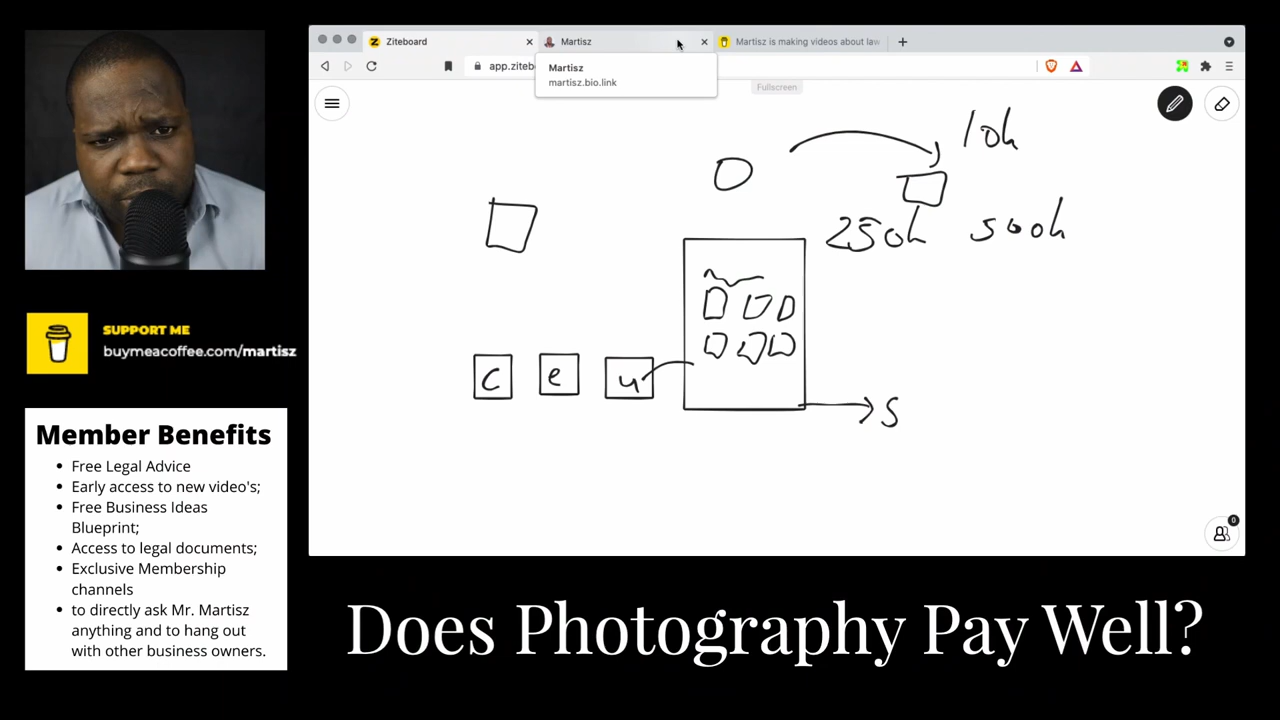 Ziteboard
Martisz
Martisz is making videos about law
app.ziteb
Martisz
martisz.bio.link
Fullscreen
10h
250h 500h
C e u
S
0
SUPPORT ME
buymeacoffee.com/martisz
Member Benefits
• Free Legal Advice
• Early access to new video's;
• Free Business Ideas
Blueprint;
• Access to legal documents;
• Exclusive Membership
channels
• to directly ask Mr. Martisz
anything and to hang out
with other business owners.
Does Photography Pay Well?